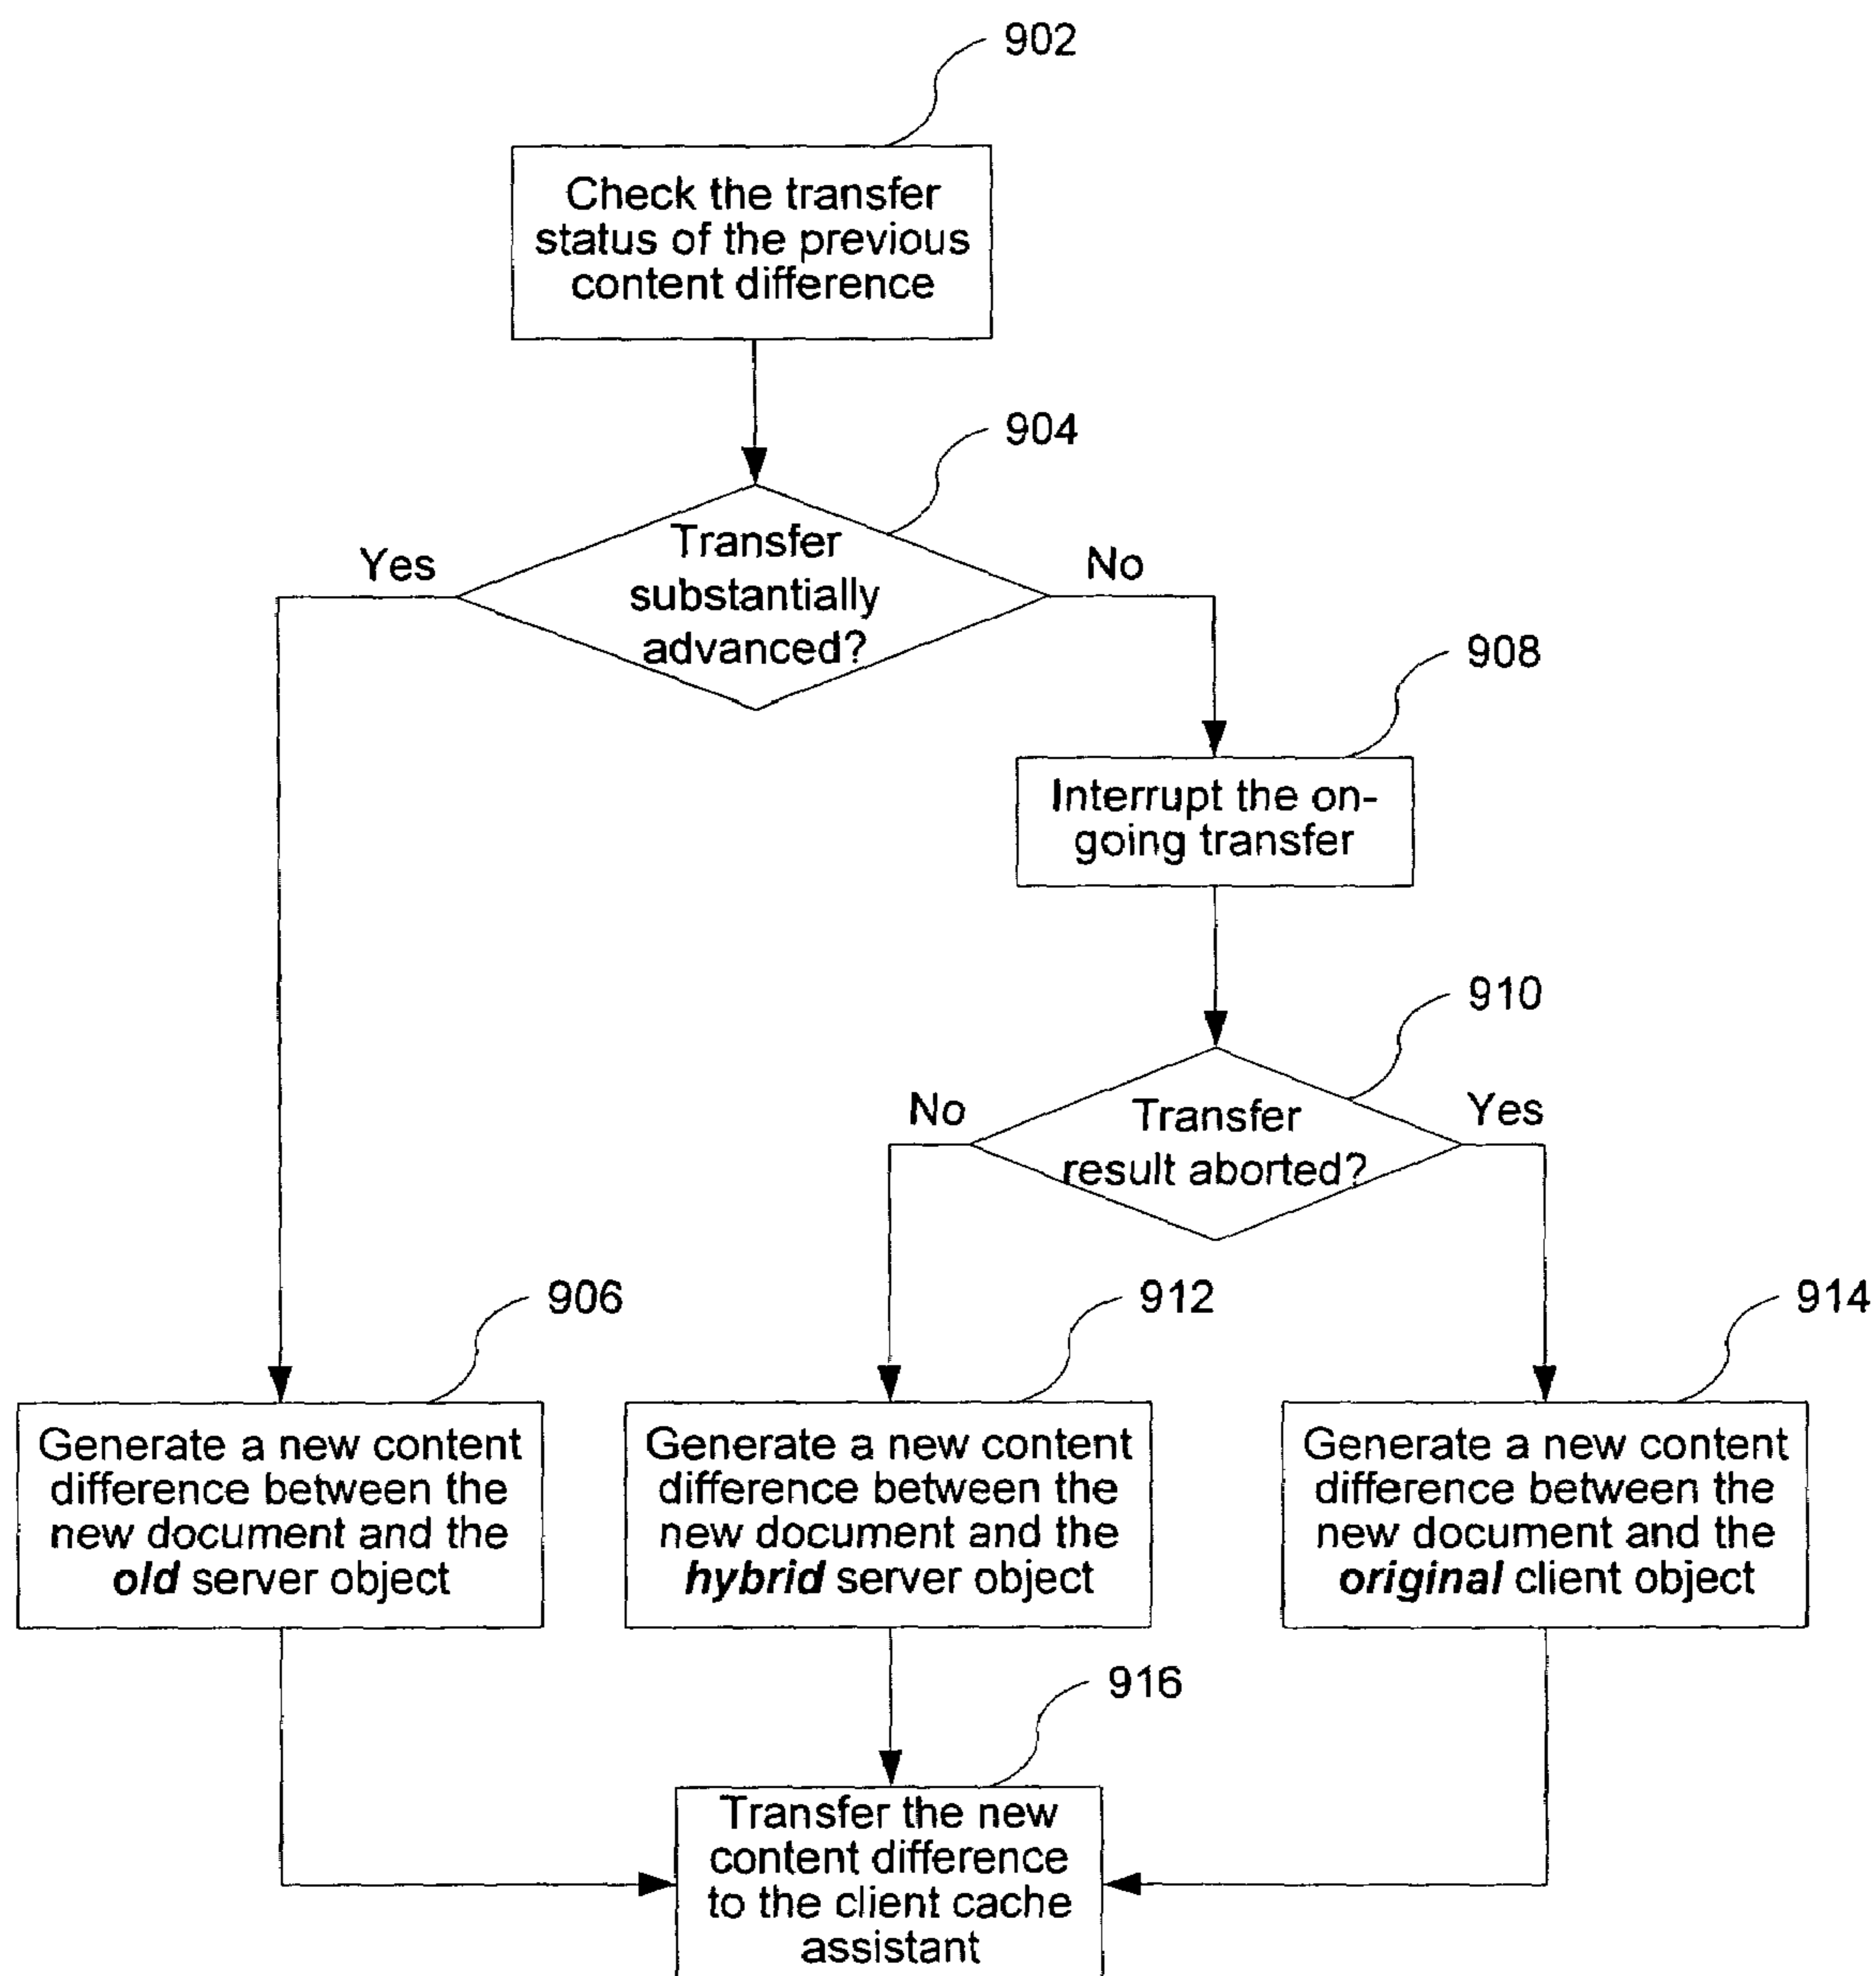 902
Check the transfer
status of the previous
content difference
904
Transfer
substantially
advanced?
Yes
No
908
Interrupt the on-
going transfer
910
Transfer
result aborted?
No
Yes
906
Generate a new content
difference between the
new document and the
old server object
912
Generate a new content
difference between the
new document and the
hybrid server object
914
Generate a new content
difference between the
new document and the
original client object
916
Transfer the new
content difference
to the client cache
assistant